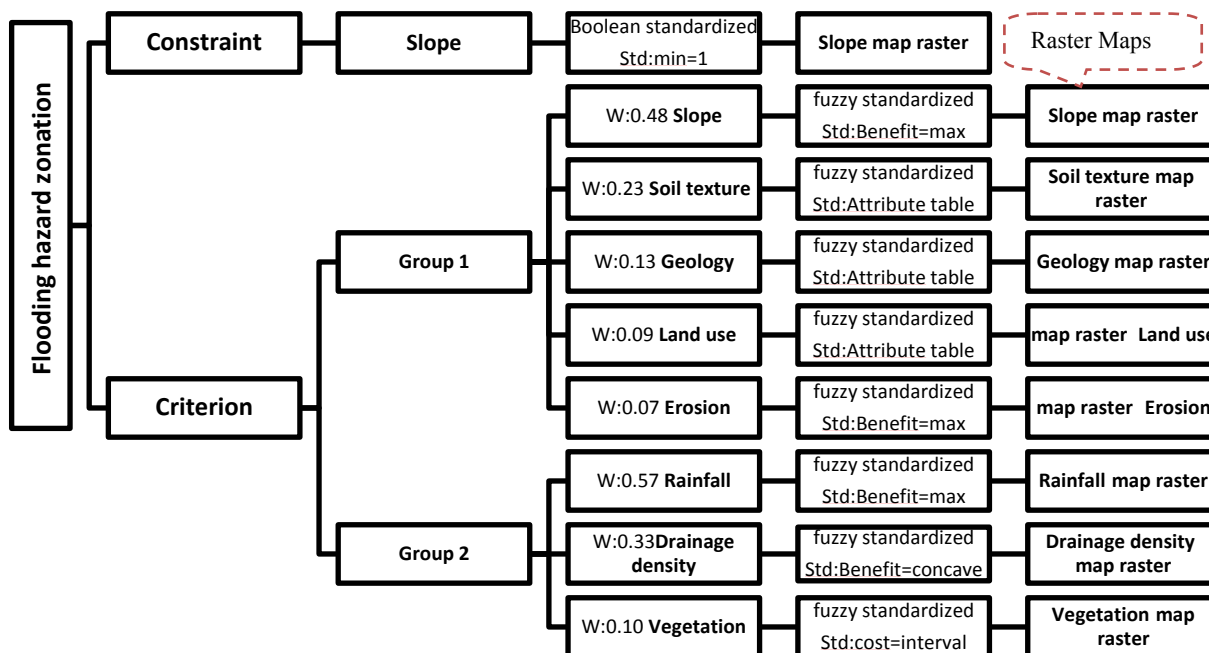 Flooding hazard zonation
Constraint
Slope
Boolean standardized
Std:min=1
Slope map raster
Raster Maps
W:0.48 Slope
fuzzy standardized
Std:Benefit=max
Slope map raster
W:0.23 Soil texture
fuzzy standardized
Std:Attribute table
Soil texture map
raster
Group 1
W:0.13 Geology
fuzzy standardized
Std:Attribute table
Geology map raster
W:0.09 Land use
fuzzy standardized
Std:Attribute table
map raster Land use
Criterion
W:0.07 Erosion
fuzzy standardized
Std:Benefit=max
map raster Erosion
W:0.57 Rainfall
fuzzy standardized
Std:Benefit=max
Rainfall map raster
Group 2
W:0.33Drainage
density
fuzzy standardized
Std:Benefit=concave
Drainage density
map raster
W:0.10 Vegetation
fuzzy standardized
Std:cost=interval
Vegetation map
raster